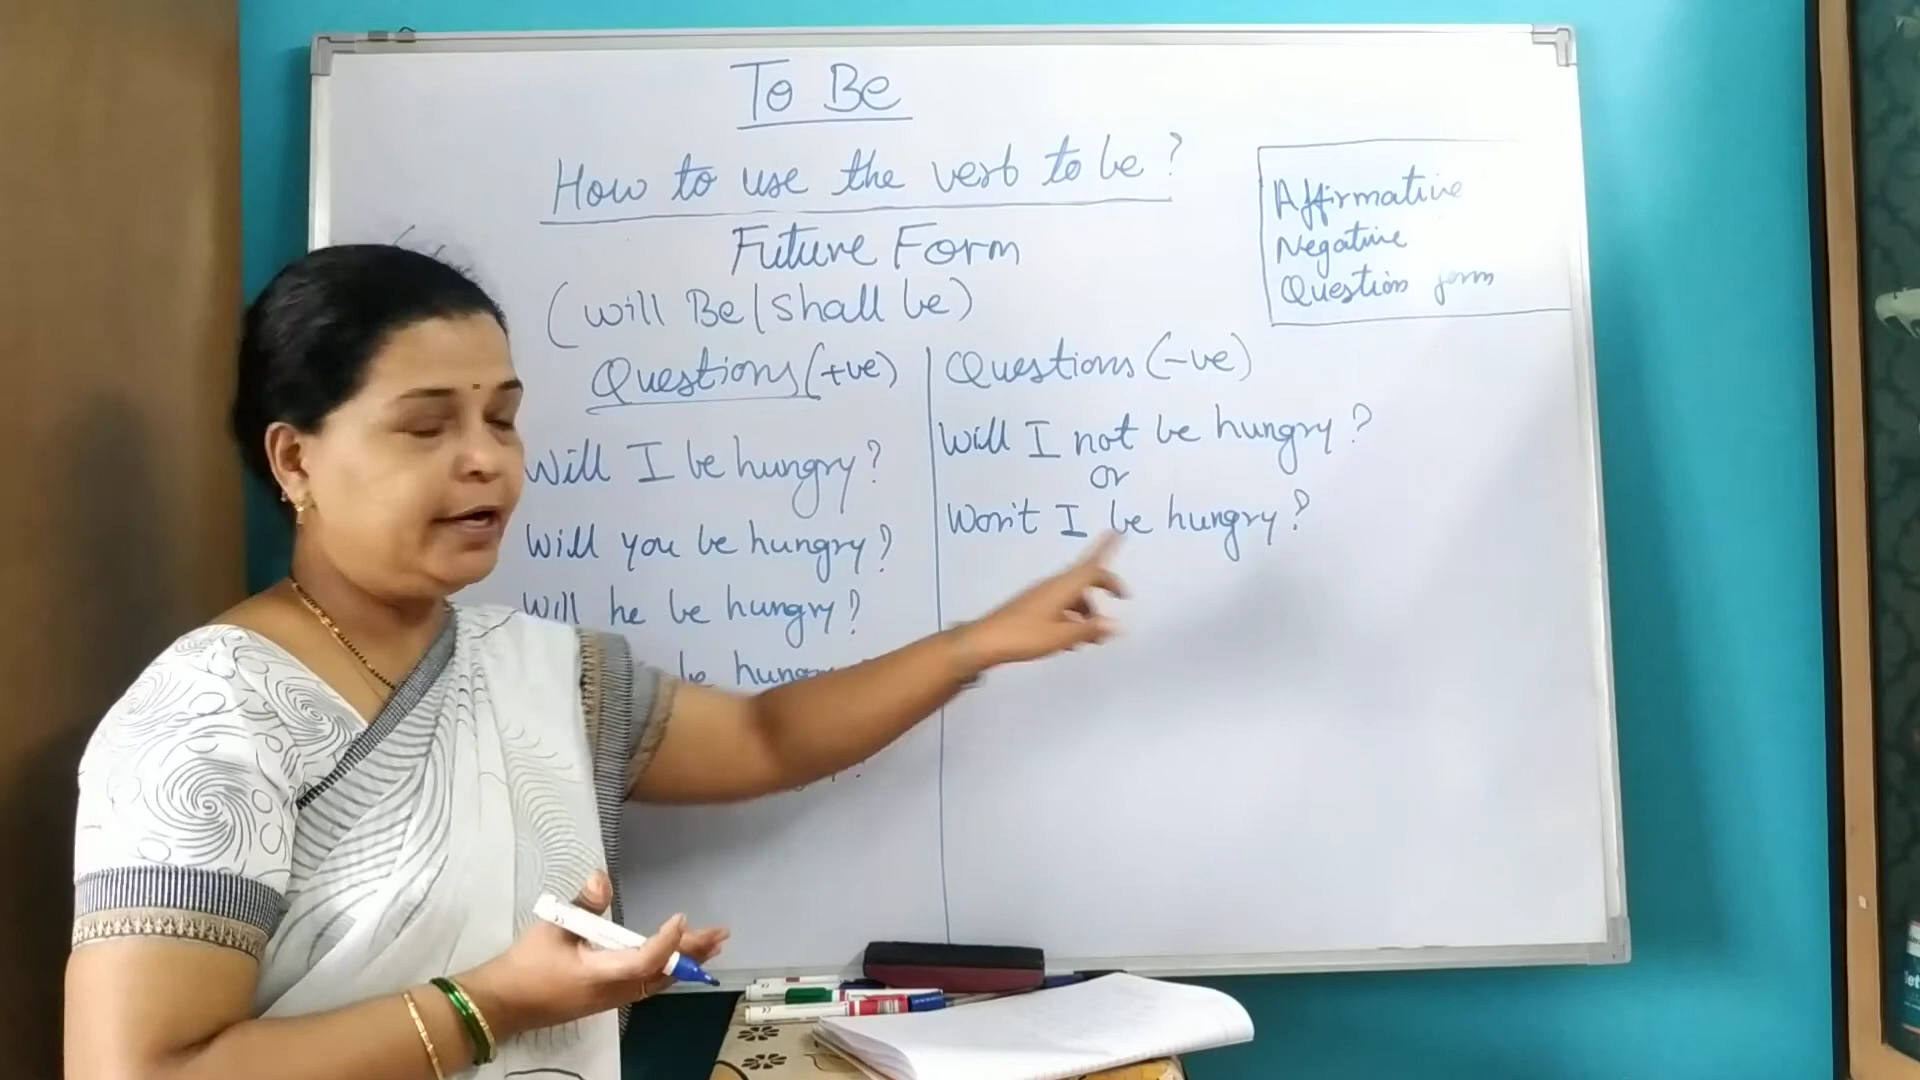 To Be
How to use the verb to be?
Future Form
(will Be/shall be)
Affirmative
Negative
Question form
Questions (+ve)
Will I be hungry?
Will you be hungry?
Will he be hungry?
be hungry
Questions (-ve)
Will I not be hungry?
or
Won't I be hungry?